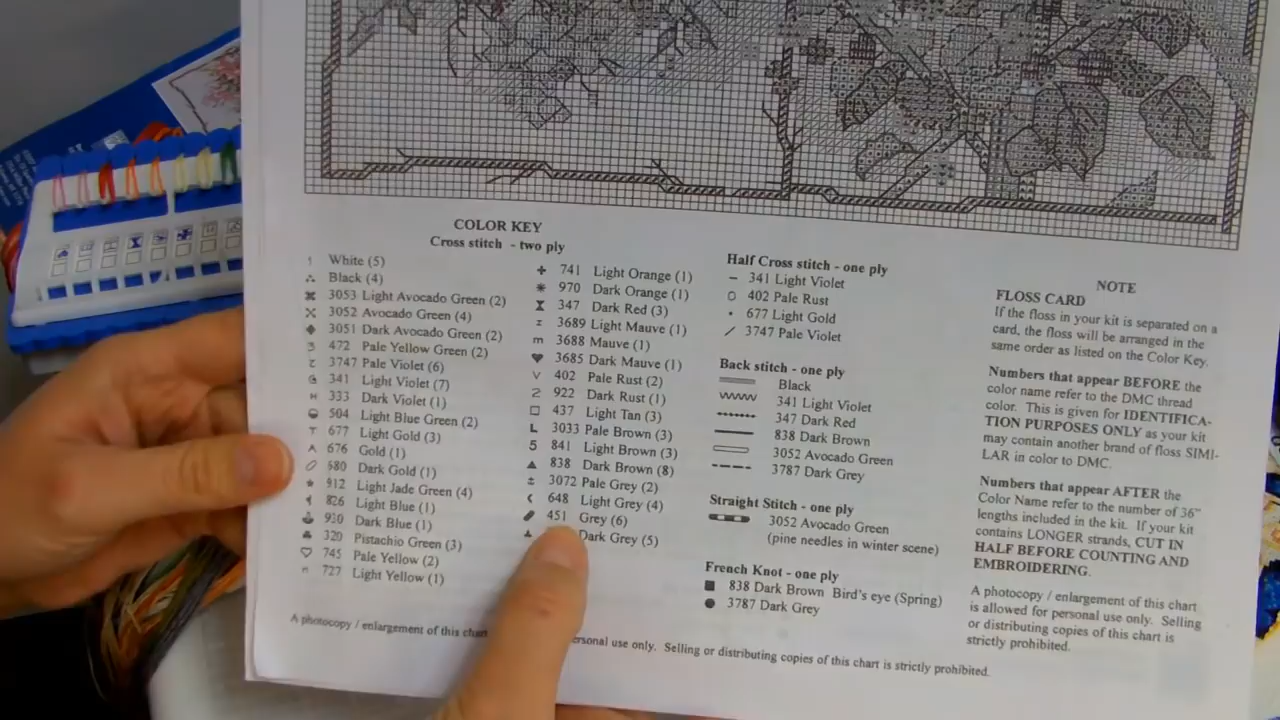 COLOR KEY
Cross stitch - two ply
White (5)
Black (4)
3053 Light Avocado Green (2)
3052 Avocado Green (4)
3051 Dark Avocado Green (2)
472 Pale Yellow Green (2)
3747 Pale Violet (6)
341 Light Violet (7)
333 Dark Violet (1)
504 Light Blue Green (2)
677 Light Gold (3)
676 Gold (1)
680 Dark Gold (1)
912 Light Jade Green (4)
826 Light Blue (1)
930 Dark Blue (1)
320 Pistachio Green (3)
745 Pale Yellow (2)
727 Light Yellow (1)
741 Light Orange (1)
970 Dark Orange (1)
347 Dark Red (3)
3689 Light Mauve (1)
3688 Mauve (1)
3685 Dark Mauve (1)
402 Pale Rust (2)
922 Dark Rust (1)
437 Light Tan (3)
3033 Pale Brown (3)
841 Light Brown (3)
838 Dark Brown (8)
3072 Pale Grey (2)
648 Light Grey (4)
451 Grey (6)
Dark Grey (5)
Half Cross stitch - one ply
341 Light Violet
402 Pale Rust
677 Light Gold
3747 Pale Violet
Back stitch - one ply
Black
341 Light Violet
347 Dark Red
838 Dark Brown
3052 Avocado Green
3787 Dark Grey
Straight Stitch - one ply
3052 Avocado Green
(pine needles in winter scene)
French Knot - one ply
838 Dark Brown Bird's eye (Spring)
3787 Dark Grey
NOTE
FLOSS CARD
If the floss in your kit is separated on a
card, the floss will be arranged in the
same order as listed on the Color Key.
Numbers that appear BEFORE the
color name refer to the DMC thread
color. This is given for IDENTIFICA-
TION PURPOSES ONLY as your kit
may contain another brand of floss SIMI-
LAR in color to DMC.
Numbers that appear AFTER the
Color Name refer to the number of 36"
lengths included in the kit. If your kit
contains LONGER strands, CUT IN
HALF BEFORE COUNTING AND
EMBROIDERING.
A photocopy / enlargement of this chart
is allowed for personal use only. Selling
or distributing copies of this chart is
strictly prohibited.
A photocopy / enlargement of this chart
personal use only. Selling or distributing copies of this chart is strictly prohibited.